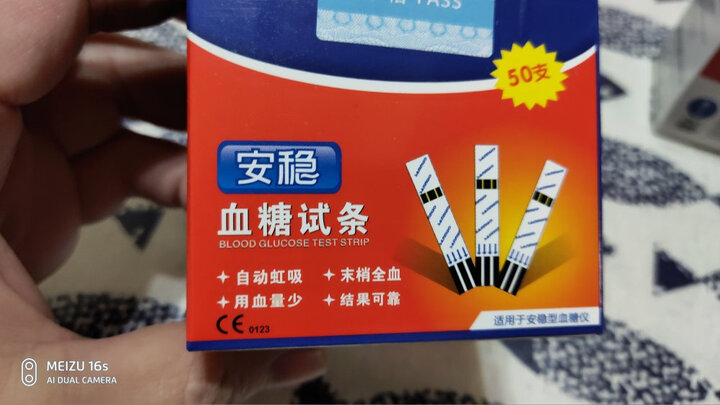 PASS
50支
安稳
血糖试条
BLOOD GLUCOSE TEST STRIP
自动虹吸
末梢全血
用血量少
结果可靠
CE 0123
适用于安稳型血糖仪
MEIZU 16s
AI DUAL CAMERA